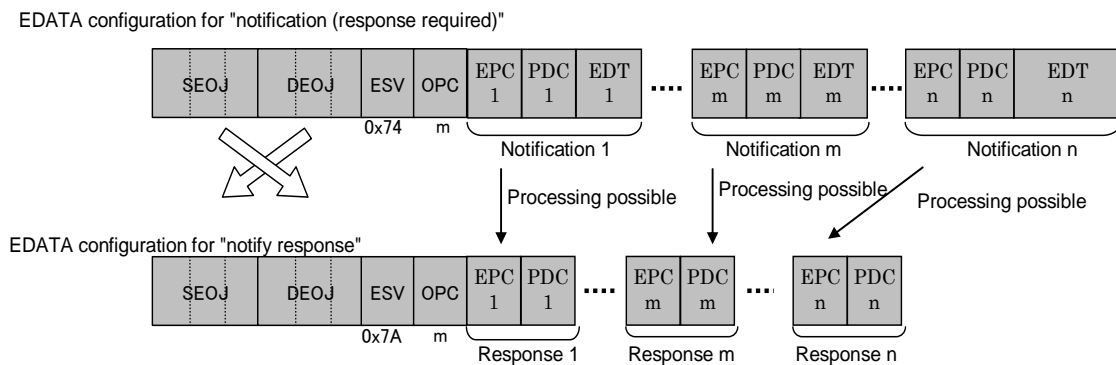 EDATA configuration for "notification (response required)"
SEOJ DEOJ ESV OPC EPC 1 PDC 1 EDT 1 ..... EPC m PDC m EDT m ..... EPC n PDC n EDT n
0x74 m
Notification 1 Notification m Notification n
Processing possible Processing possible Processing possible
EDATA configuration for "notify response"
SEOJ DEOJ ESV OPC EPC 1 PDC 1 ..... EPC m PDC m .... EPC n PDC n
0x7A m
Response 1 Response m Response n